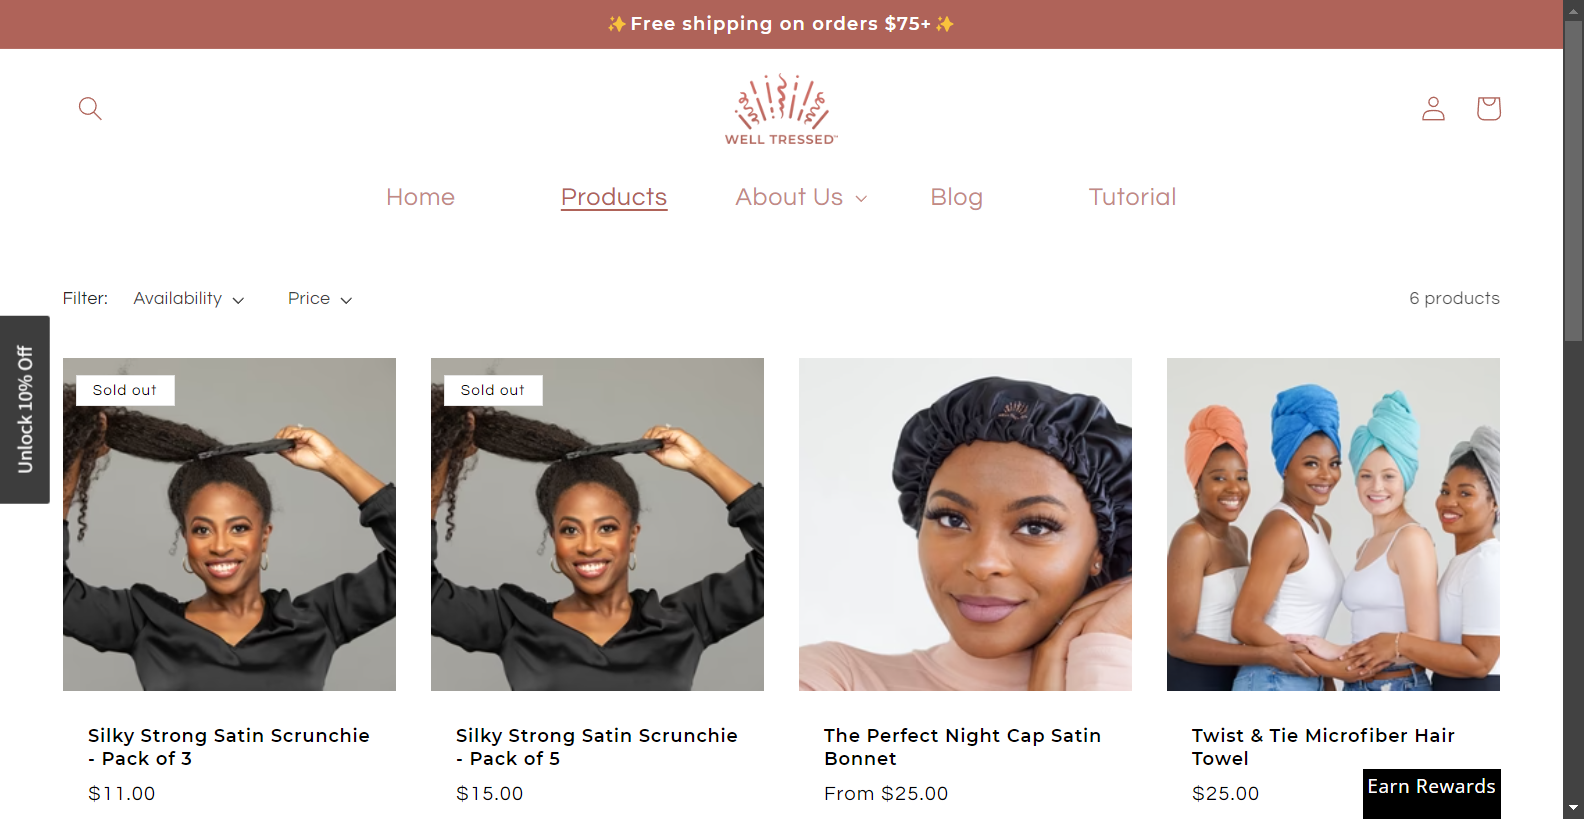 ✨Free shipping on orders $75+✨
WELL TRESSED™
Home
Products
About Us
Blog
Tutorial
Filter:
Availability
Price
6 products
Unlock 10% Off
Sold out
Sold out
Silky Strong Satin Scrunchie
- Pack of 3
$11.00
Silky Strong Satin Scrunchie
- Pack of 5
$15.00
The Perfect Night Cap Satin
Bonnet
From $25.00
Twist & Tie Microfiber Hair
Towel
$25.00
Earn Rewards